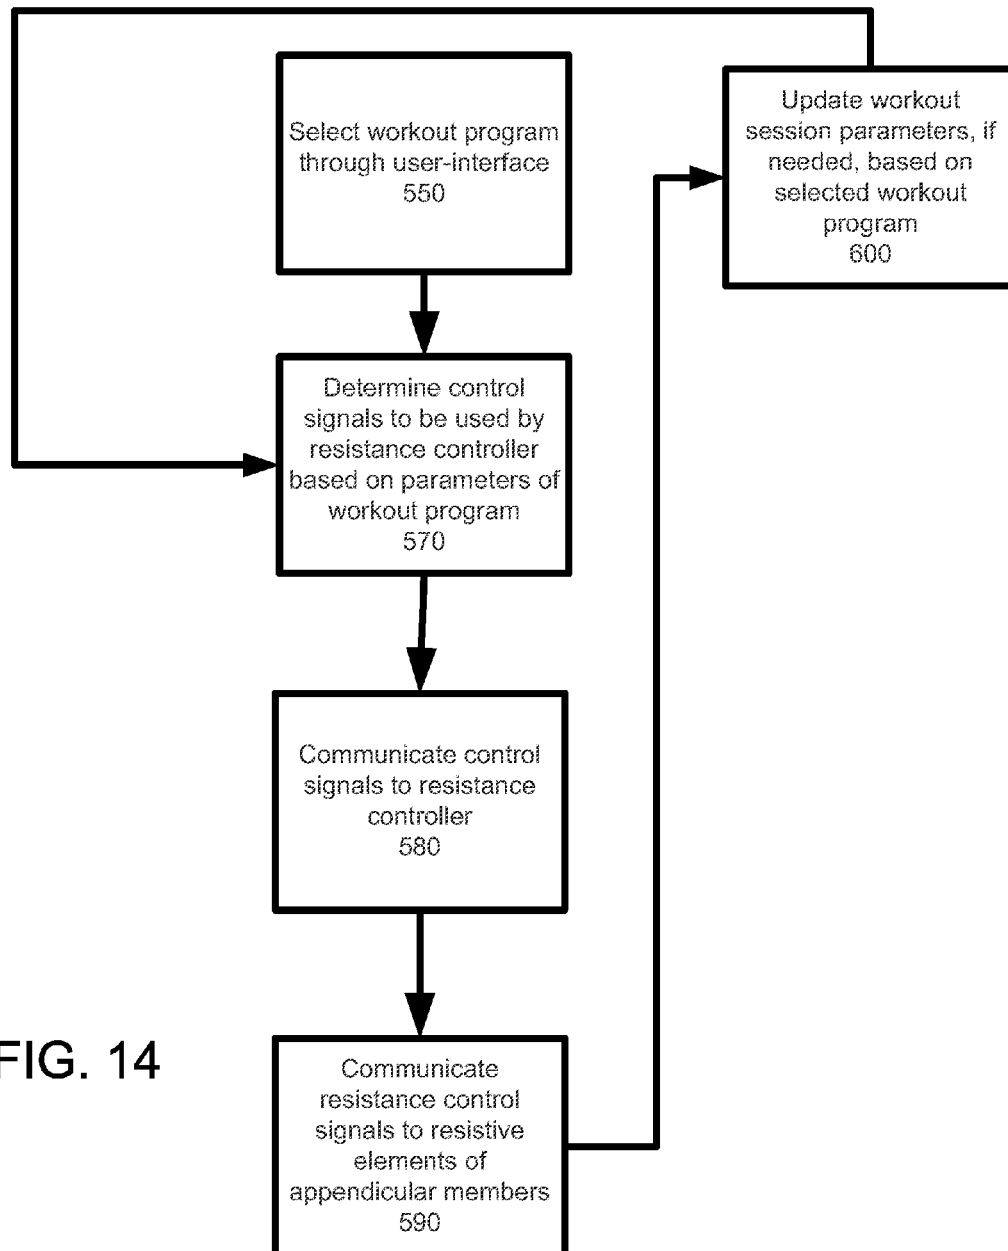 Select workout program
through user-interface
550
Update workout
session parameters, if
needed, based on
selected workout
program
600
Determine control
signals to be used by
resistance controller
based on parameters of
workout program
570
Communicate control
signals to resistance
controller
580
Communicate
resistance control
signals to resistive
elements of
appendicular members
590
FIG. 14